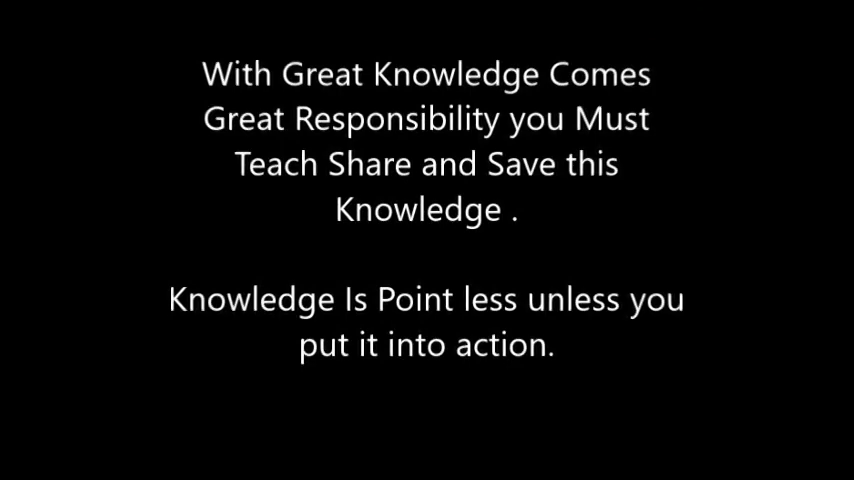 With Great Knowledge Comes
Great Responsibility you Must
Teach Share and Save this
Knowledge .
Knowledge Is Point less unless you
put it into action.